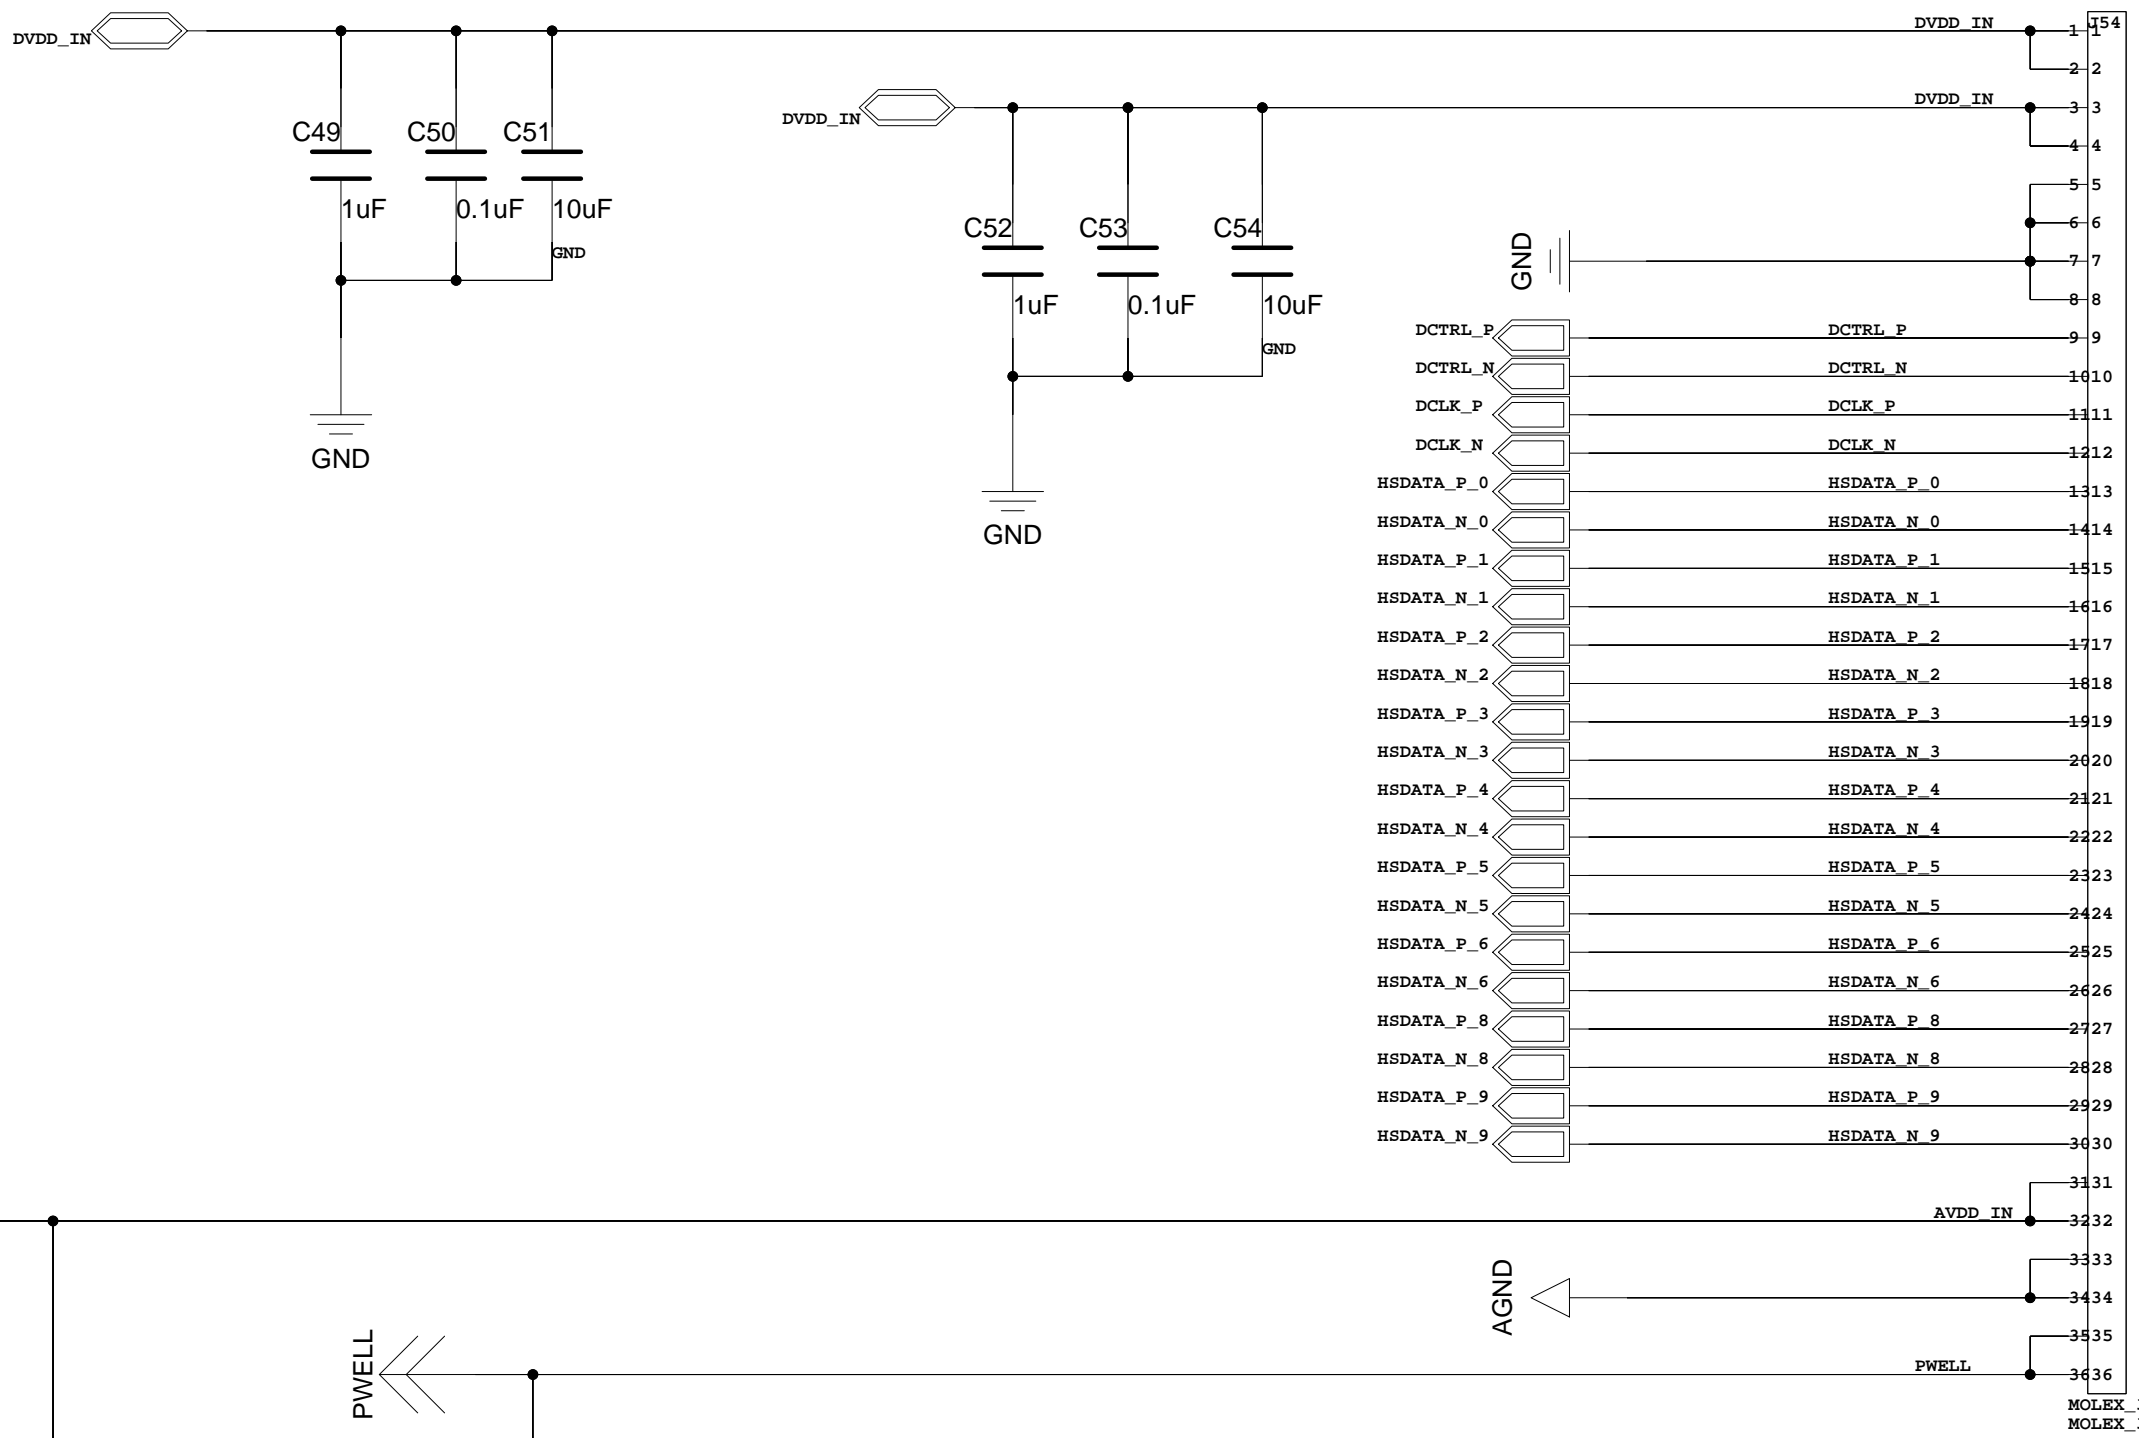 DVDD_IN
DVDD_IN
J54
1 1
2 2
DVDD_IN
DVDD_IN
3 3
4 4
C49
C50
C51
1uF
0.1uF
10uF
GND
GND
C52
C53
C54
1uF
0.1uF
10uF
GND
GND
5 5
6 6
GND
7 7
8 8
DCTRL_P DCTRL_P 9 9
DCTRL_N DCTRL_N 10 10
DCLK_P DCLK_P 11 11
DCLK_N DCLK_N 12 12
HSDATA_P_0 HSDATA_P_0 13 13
HSDATA_N_0 HSDATA_N_0 14 14
HSDATA_P_1 HSDATA_P_1 15 15
HSDATA_N_1 HSDATA_N_1 16 16
HSDATA_P_2 HSDATA_P_2 17 17
HSDATA_N_2 HSDATA_N_2 18 18
HSDATA_P_3 HSDATA_P_3 19 19
HSDATA_N_3 HSDATA_N_3 20 20
HSDATA_P_4 HSDATA_P_4 21 21
HSDATA_N_4 HSDATA_N_4 22 22
HSDATA_P_5 HSDATA_P_5 23 23
HSDATA_N_5 HSDATA_N_5 24 24
HSDATA_P_6 HSDATA_P_6 25 25
HSDATA_N_6 HSDATA_N_6 26 26
HSDATA_P_8 HSDATA_P_8 27 27
HSDATA_N_8 HSDATA_N_8 28 28
HSDATA_P_9 HSDATA_P_9 29 29
HSDATA_N_9 HSDATA_N_9 30 30
31 31
AVDD_IN 32 32
33 33
AGND
34 34
35 35
PWELL
PWELL 36 36
MOLEX_
MOLEX_